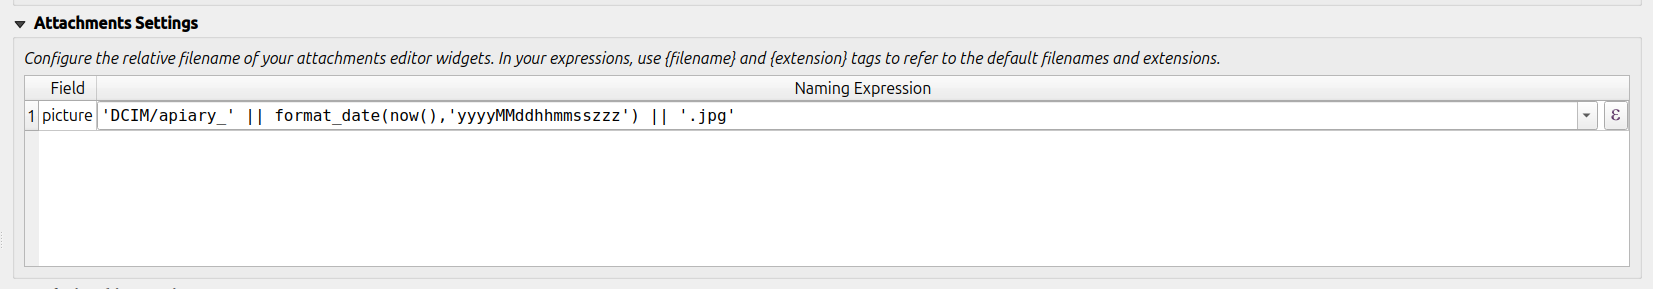 Attachments Settings
Configure the relative filename of your attachments editor widgets. In your expressions, use {filename} and {extension} tags to refer to the default filenames and extensions.
Field Naming Expression
1 picture 'DCIM/apiary_' || format_date(now(),'yyyyMMddhhmmsszzz') || '.jpg' ε